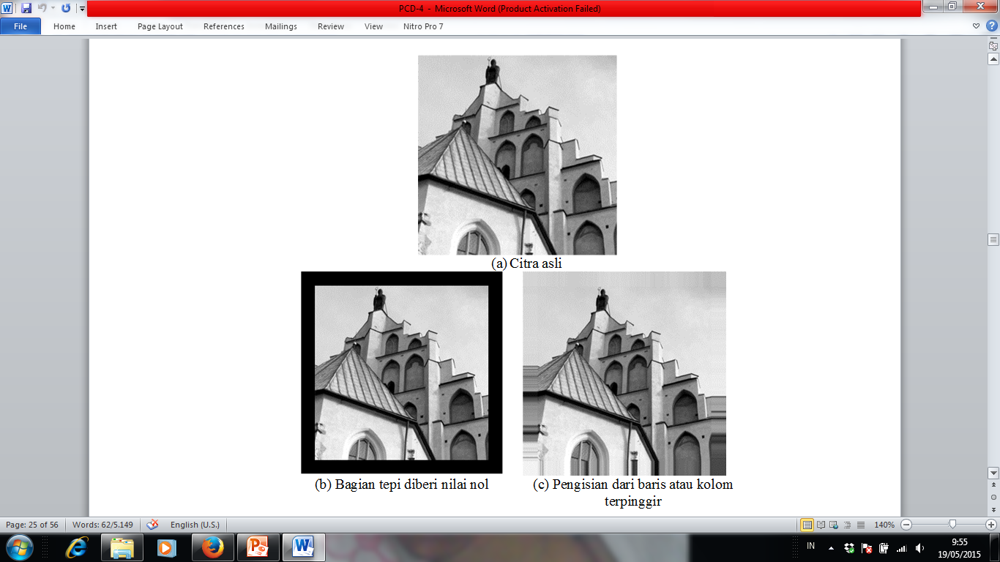 PCD-4 - Microsoft Word (Product Activation Failed)
File Home Insert Page Layout References Mailings Review View Nitro Pro 7
(a) Citra asli
(b) Bagian tepi diberi nilai nol
(c) Pengisian dari baris atau kolom
terpinggir
Page: 25 of 56 Words: 62/5.149 English (U.S.) 140%
IN 9:55
19/05/2015